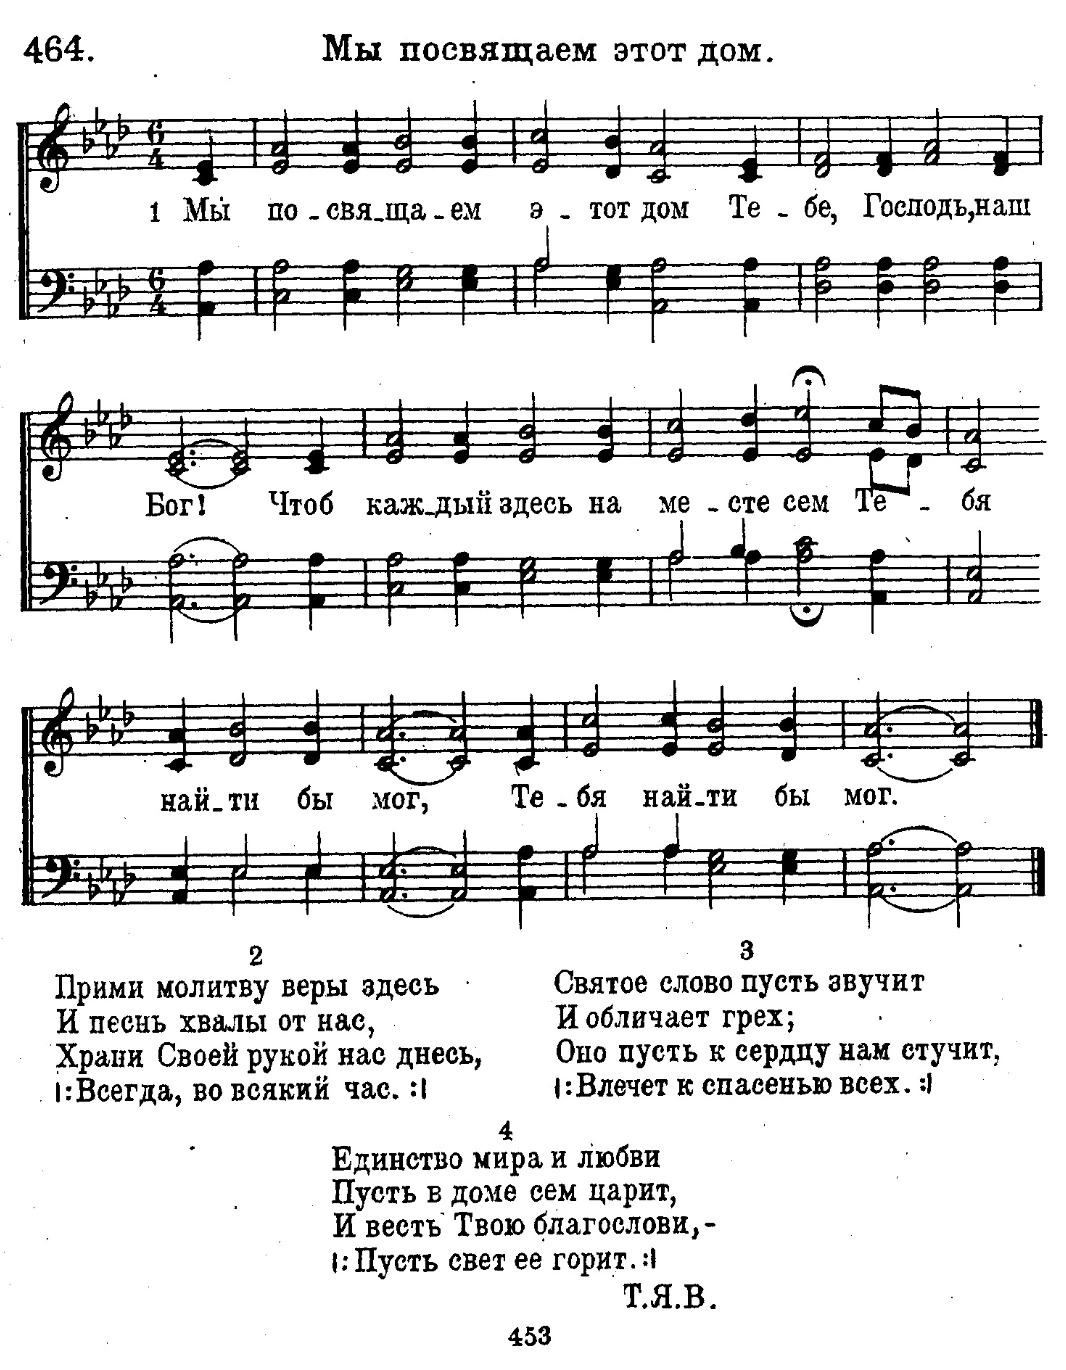 464. Мы посвящаем этот дом.
1 Мы по-свя-ща-ем э-тот дом Те-бе, Господь, наш
Бог! Чтоб каж-дый здесь на ме-сте сем Те-бя
най-ти бы мог, Те-бя най-ти бы мог.
2
Прими молитву веры здесь
И песнь хвалы от нас,
Храни Своей рукой нас днесь,
|:Всегда, во всякий час. :|
3
Святое слово пусть звучит
И обличает грех;
Оно пусть к сердцу нам стучит,
|:Влечет к спасенью всех. :|
4
Единство мира и любви
Пусть в доме сем царит,
И весть Твою благослови,-
|:Пусть свет ее горит. :|
Т.Я.В.
453